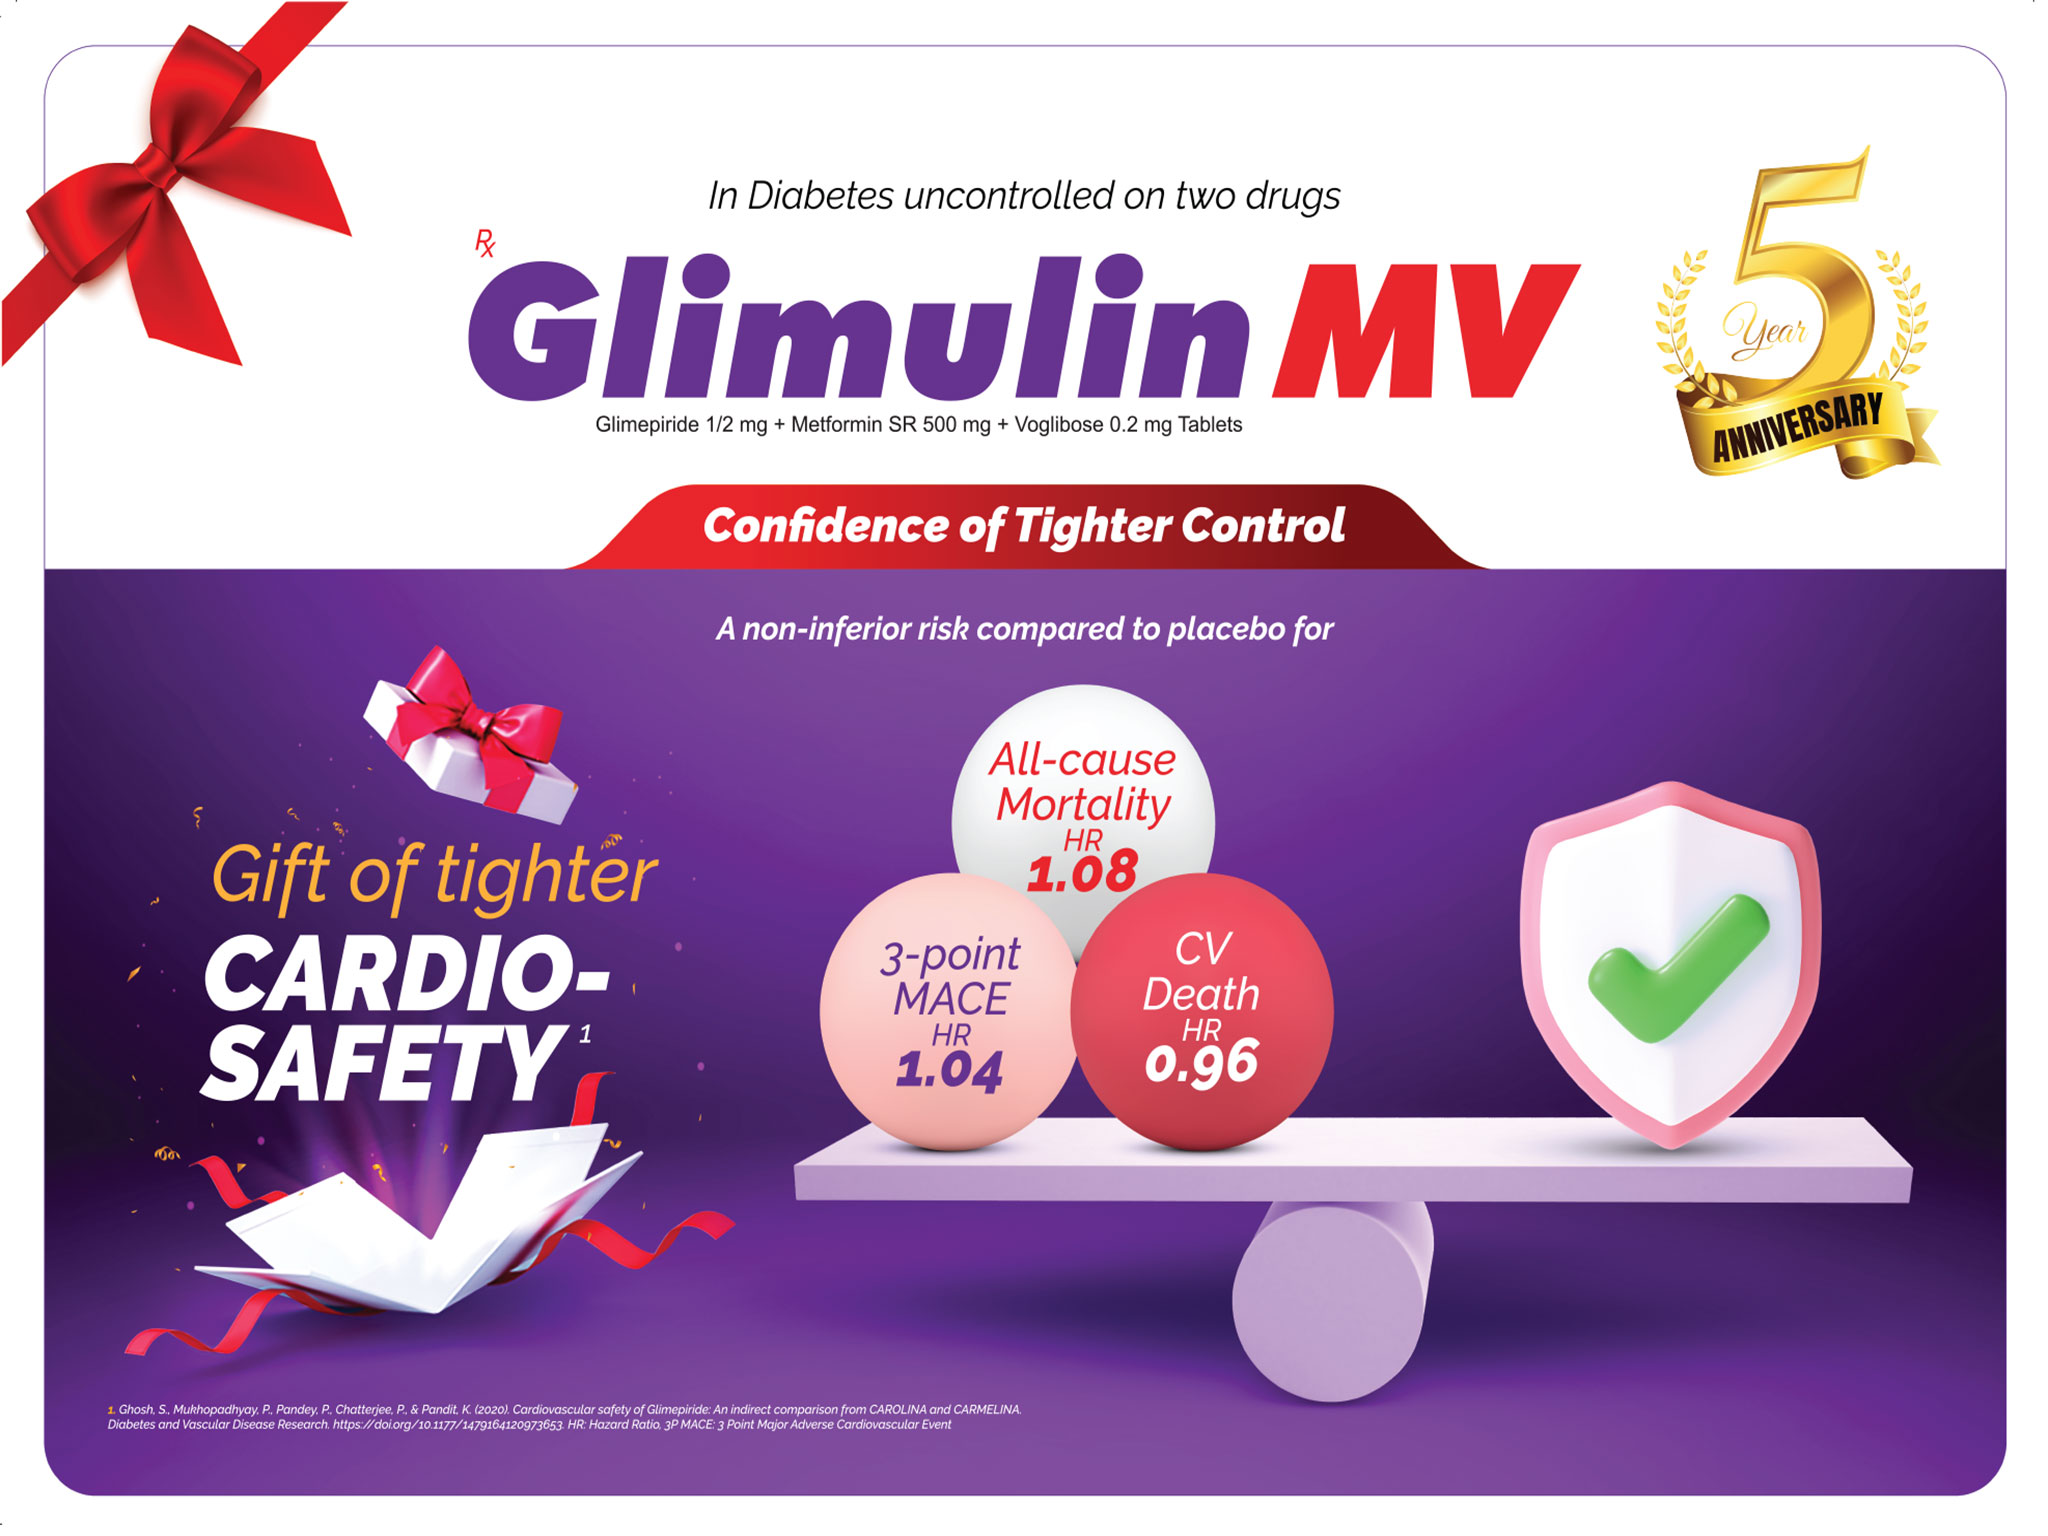 In Diabetes uncontrolled on two drugs
Rx
Glimulin MV
Glimepiride 1/2 mg + Metformin SR 500 mg + Voglibose 0.2 mg Tablets
5
Year
ANNIVERSARY
Confidence of Tighter Control
A non-inferior risk compared to placebo for
Gift of tighter
CARDIO-
SAFETY 1
All-cause
Mortality
HR
1.08
3-point
MACE
HR
1.04
CV
Death
HR
0.96
1. Ghosh, S., Mukhopadhyay, P., Pandey, P., Chatterjee, P., & Pandit, K. (2020). Cardiovascular safety of Glimepiride: An indirect comparison from CAROLINA and CARMELINA.
Diabetes and Vascular Disease Research. https://doi.org/10.1177/1479164120973653. HR: Hazard Ratio, 3P MACE: 3 Point Major Adverse Cardiovascular Event